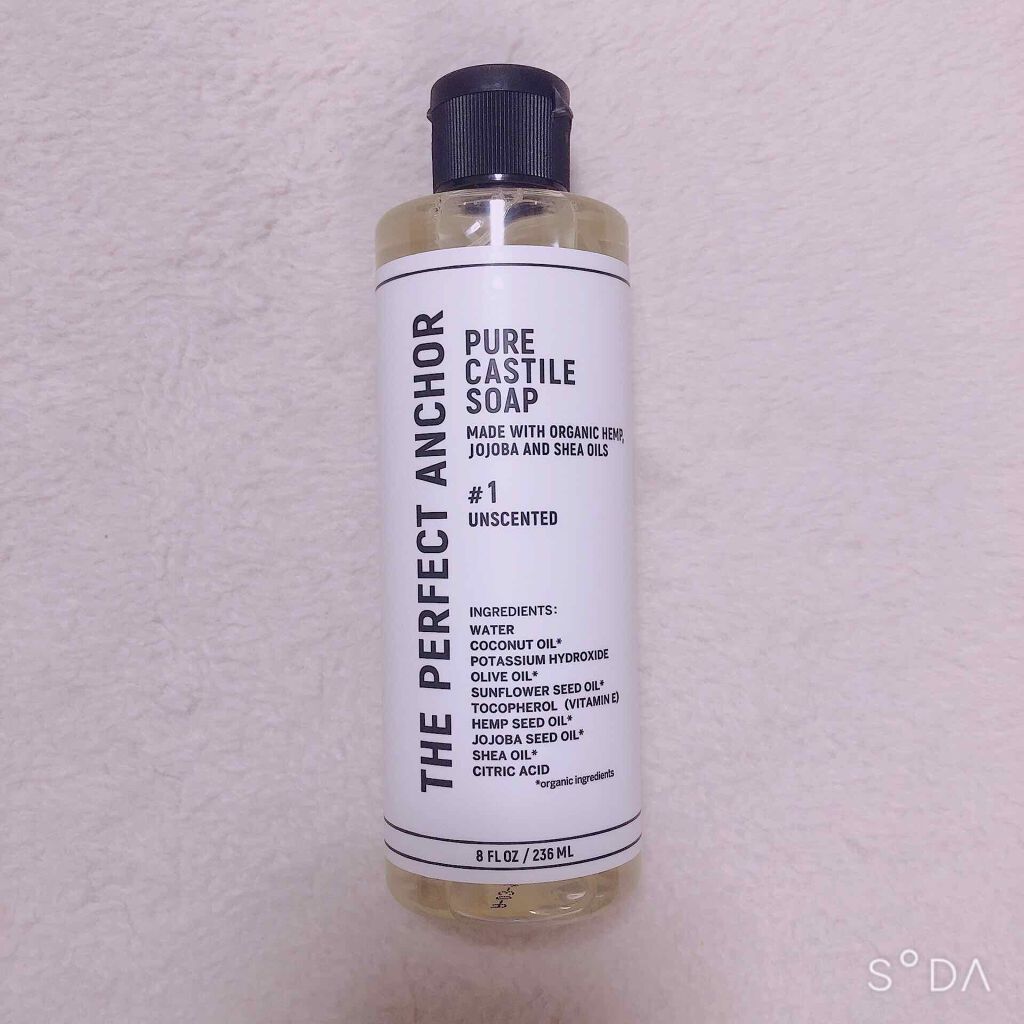 THE PERFECT ANCHOR
PURE
CASTILE
SOAP
MADE WITH ORGANIC HEMP,
JOJOBA AND SHEA OILS
#1
UNSCENTED
INGREDIENTS:
WATER
COCONUT OIL*
POTASSIUM HYDROXIDE
OLIVE OIL*
SUNFLOWER SEED OIL*
TOCOPHEROL (VITAMIN E)
HEMP SEED OIL*
JOJOBA SEED OIL*
SHEA OIL*
CITRIC ACID
*organic ingredients
8 FL OZ / 236 ML
SODA